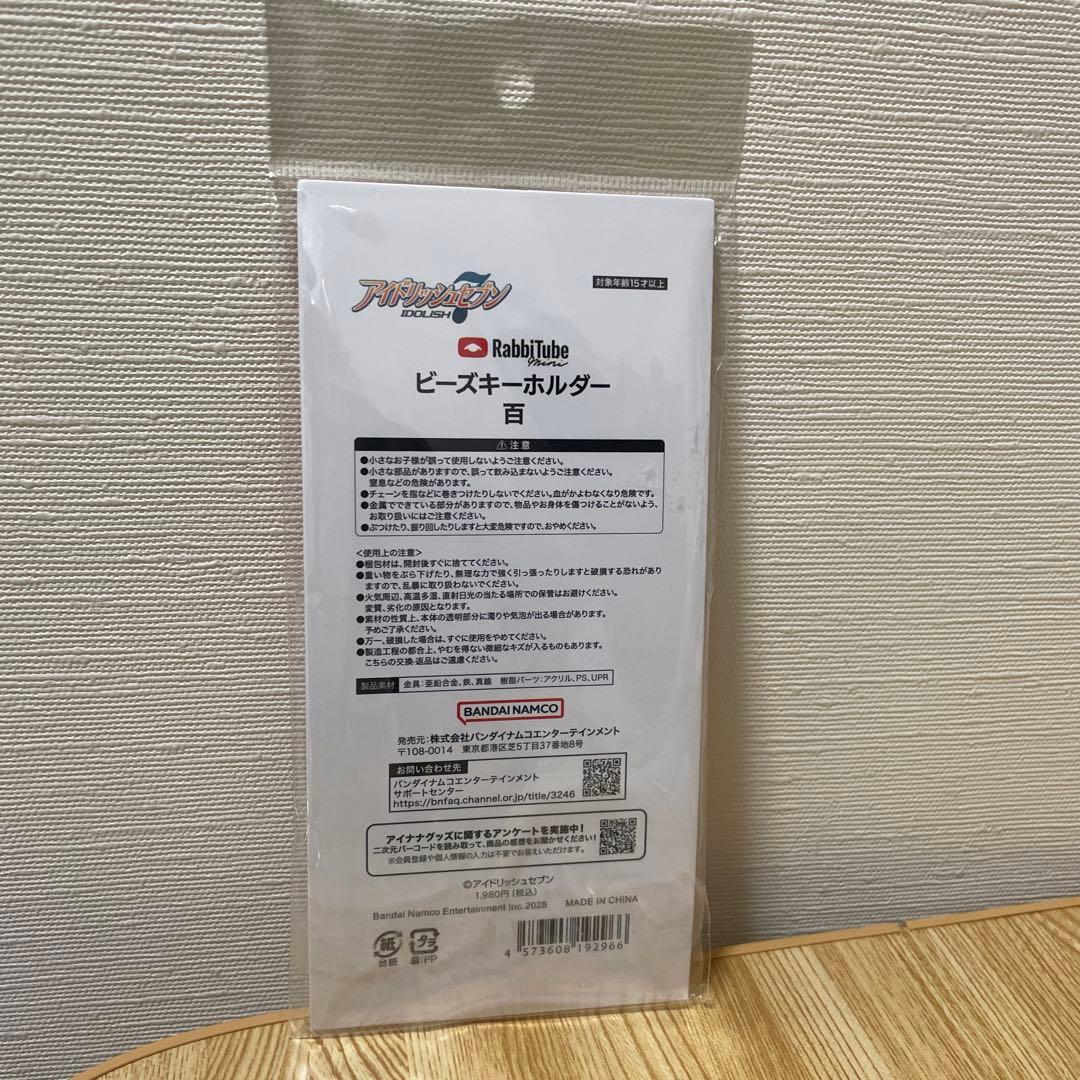 アイドリッシュセブン
IDOLiSH7
対象年齢15才以上
RabbiTube
mini
ビーズキーホルダー
百
⚠注意
●小さなお子様が誤って使用しないようご注意ください。
●小さな部品がありますので、誤って飲み込まないようご注意ください。
窒息などの危険があります。
●チェーンを指などに巻きつけたりしないでください。血がかよわなくなり危険です。
●金属でできている部分がありますので、物品やお身体を傷つけることがないよう、
お取り扱いにはご注意ください。
●ぶつけたり、振り回したりしますと大変危険ですので、おやめください。
<使用上の注意>
●梱包材は、開封後すぐに捨ててください。
●重い物をぶら下げたり、無理な力で強く引っ張ったりしますと破損する恐れがあり
ますので、乱暴に取り扱わないでください。
●火気周辺、高温多湿、直射日光の当たる場所での保管はお避けください。
変質、劣化の原因となります。
●素材の性質上、本体の透明部分に濁りや気泡が出る場合があります。
予めご了承ください。
●万一、破損した場合は、すぐに使用をやめてください。
●製造工程の都合上、やむを得ない微細なキズが入るものもあります。
こちらの交換・返品はご遠慮ください。
製品素材 金具:亜鉛合金、鉄、真鍮 樹脂パーツ:アクリル、PS、UPR
BANDAI NAMCO
発売元:株式会社バンダイナムコエンターテインメント
〒108-0014 東京都港区芝5丁目37番地8号
お問い合わせ先
バンダイナムコエンターテインメント
サポートセンター
https://bnfaq.channel.or.jp/title/3246
アイナナグッズに関するアンケートを実施中!
二次元バーコードを読み取って、商品の感想をお聞かせください!
※会員登録や個人情報の入力は不要でお答えいただけます。
©アイドリッシュセブン
1,980円(税込)
Bandai Namco Entertainment Inc.2025 MADE IN CHINA
紙
台紙
プラ
袋:PP
4 573608 192966